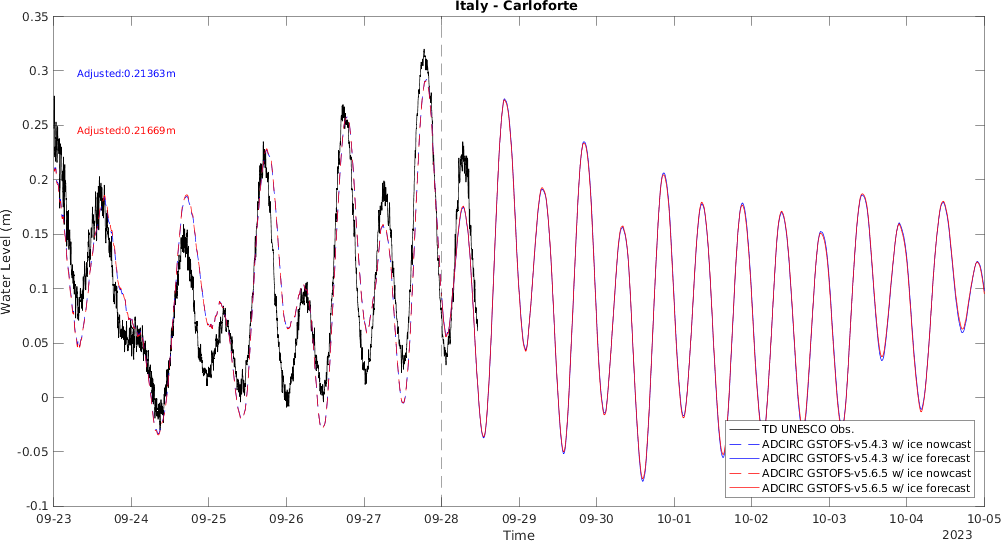 Italy - Carloforte
0.35
0.3
0.25
0.2
0.15
0.1
0.05
0
-0.05
-0.1
Water Level (m)
Adjusted:0.21363m
Adjusted:0.21669m
TD UNESCO Obs.
ADCIRC GSTOFS-v5.4.3 w/ ice nowcast
ADCIRC GSTOFS-v5.4.3 w/ ice forecast
ADCIRC GSTOFS-v5.6.5 w/ ice nowcast
ADCIRC GSTOFS-v5.6.5 w/ ice forecast
09-23 09-24 09-25 09-26 09-27 09-28 09-29 09-30 10-01 10-02 10-03 10-04 10-05
Time
2023